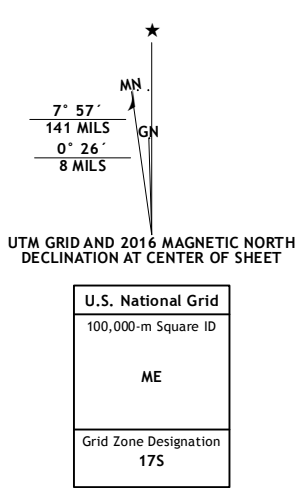 ★
MN
7° 57´
141 MILS
GN
0° 26´
8 MILS
UTM GRID AND 2016 MAGNETIC NORTH
DECLINATION AT CENTER OF SHEET
U.S. National Grid
100,000-m Square ID
ME
Grid Zone Designation
17S